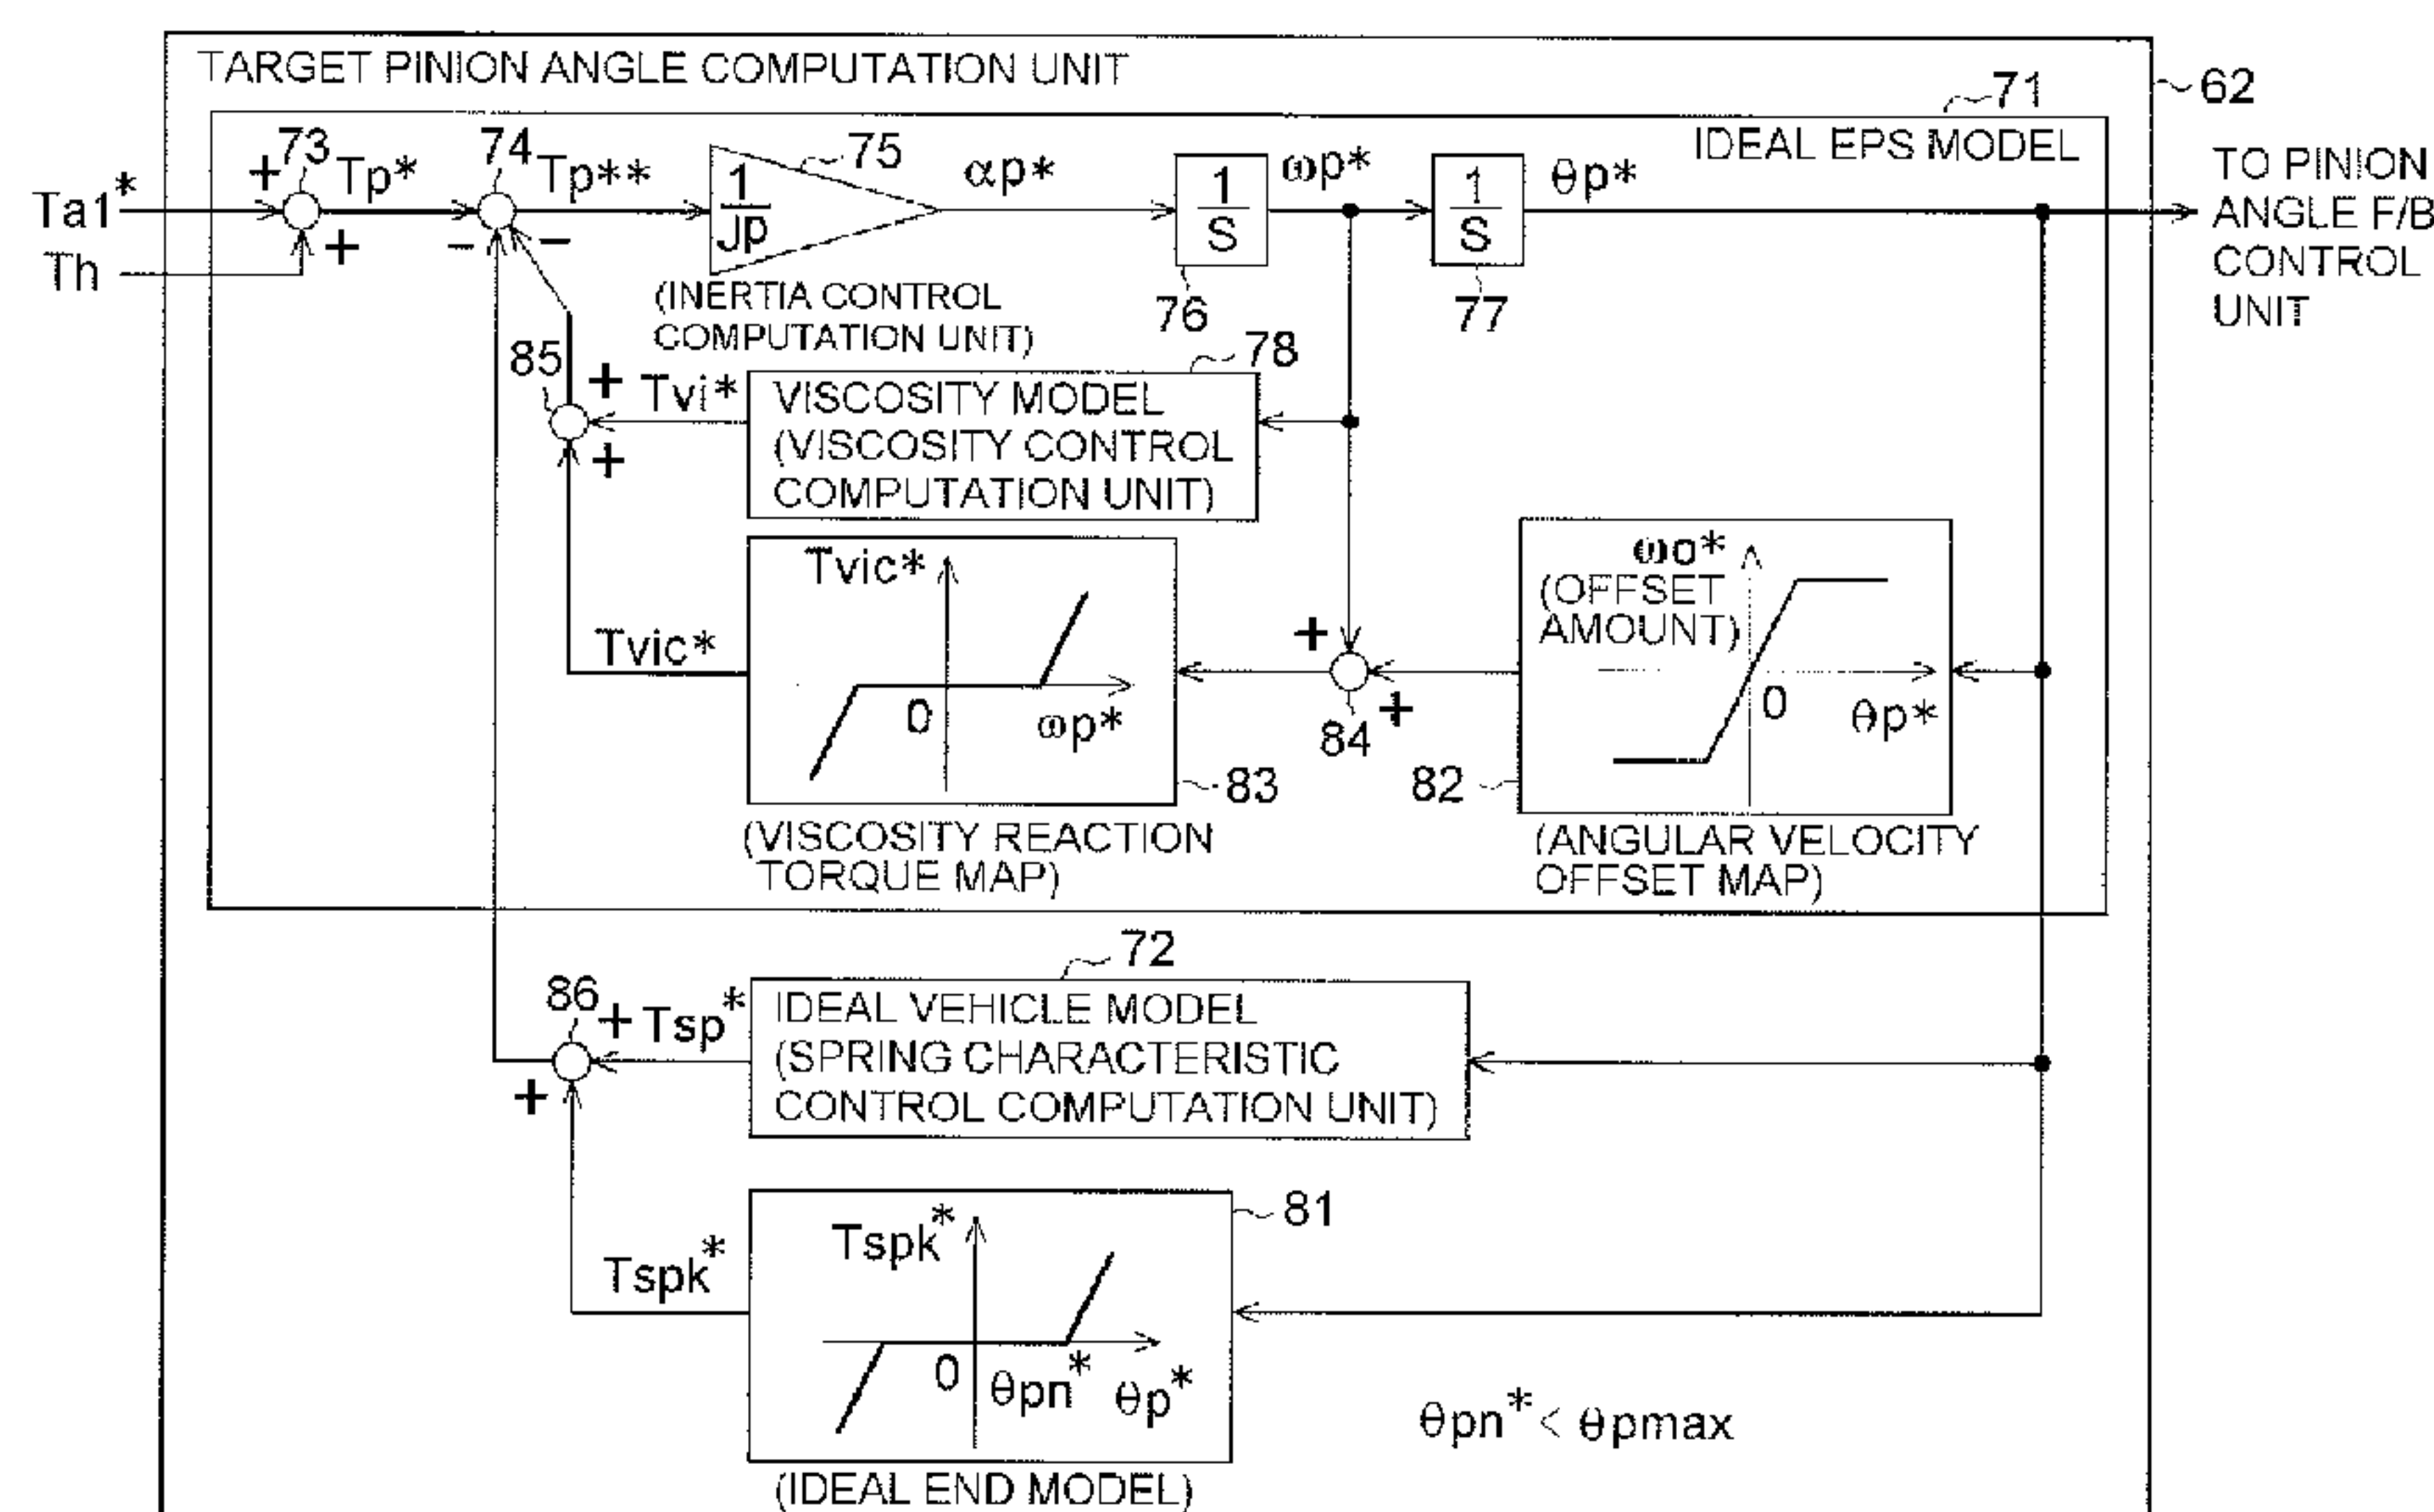 TARGET PINION ANGLE COMPUTATION UNIT
62
71
IDEAL EPS MODEL
Ta1*
Th
+
+
73
Tp*
74
Tp**
-
-
1
Jp
75
(INERTIA CONTROL
COMPUTATION UNIT)
αp*
1
S
76
ωp*
1
S
77
θp*
TO PINION
ANGLE F/B
CONTROL
UNIT
85
+
+
Tvi*
VISCOSITY MODEL
(VISCOSITY CONTROL
COMPUTATION UNIT)
78
Tvic*
Tvic*
0
ωp*
83
(VISCOSITY REACTION
TORQUE MAP)
+
+
84
ωo*
(OFFSET
AMOUNT)
0
θp*
82
(ANGULAR VELOCITY
OFFSET MAP)
86
+
+
Tsp*
72
IDEAL VEHICLE MODEL
(SPRING CHARACTERISTIC
CONTROL COMPUTATION UNIT)
Tspk*
Tspk*
0
θpn*
θp*
81
(IDEAL END MODEL)
θpn* < θpmax